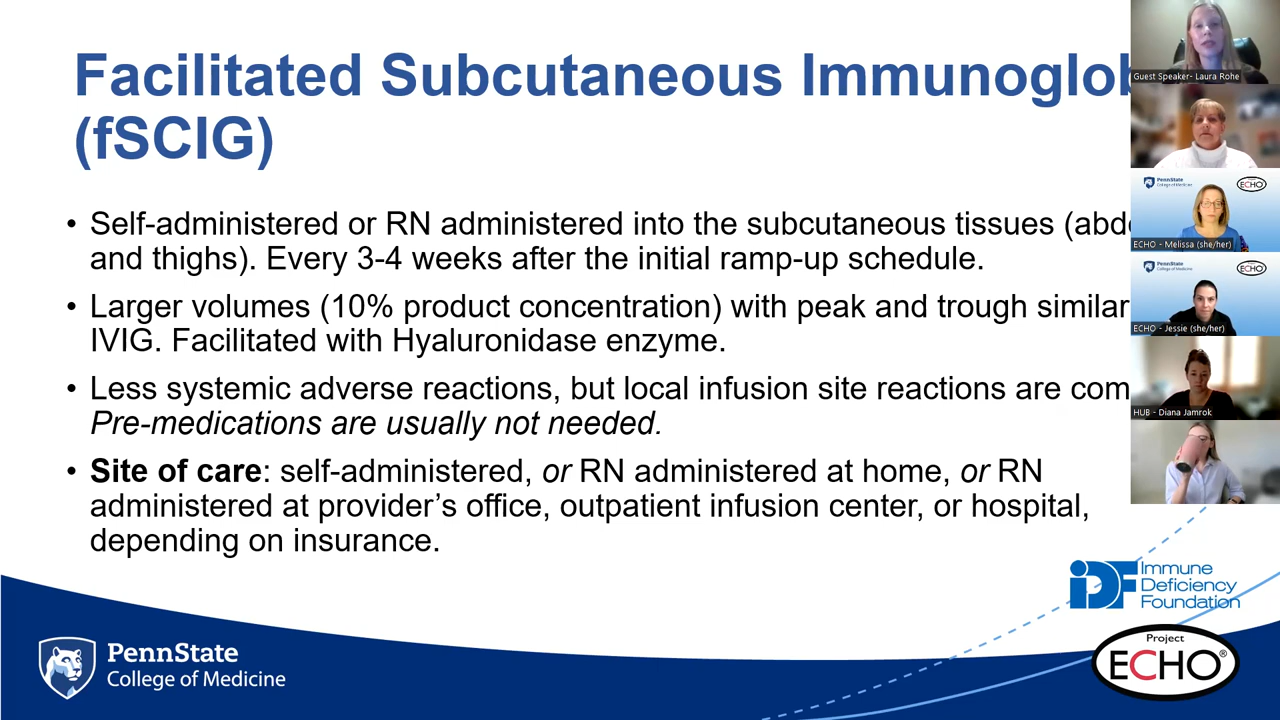 Facilitated Subcutaneous Immunoglob
(fSCIG)
• Self-administered or RN administered into the subcutaneous tissues (abd
and thighs). Every 3-4 weeks after the initial ramp-up schedule.
• Larger volumes (10% product concentration) with peak and trough similar
IVIG. Facilitated with Hyaluronidase enzyme.
• Less systemic adverse reactions, but local infusion site reactions are com
Pre-medications are usually not needed.
• Site of care: self-administered, or RN administered at home, or RN
administered at provider’s office, outpatient infusion center, or hospital,
depending on insurance.
Guest Speaker- Laura Rohe
PennState
College of Medicine
ECHO
ECHO - Melissa (she/her)
PennState
College of Medicine
ECHO
ECHO - Jessie (she/her)
HUB - Diana Jamrok
IDF Immune
Deficiency
Foundation
PennState
College of Medicine
Project
ECHO®